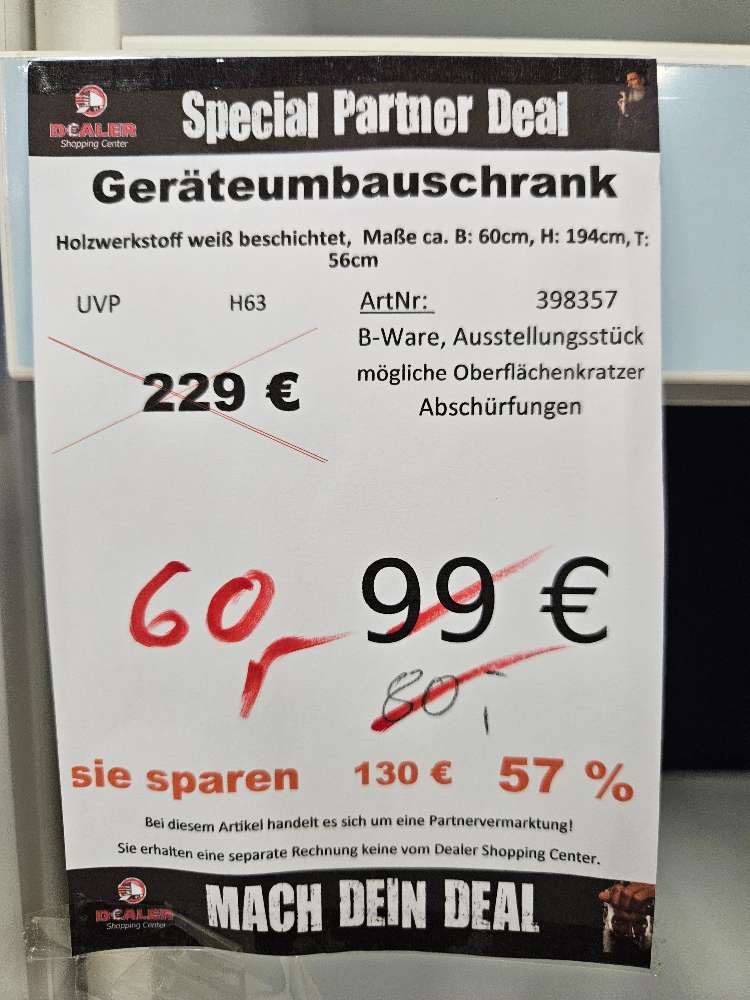 DEALER
Shopping Center
Special Partner Deal
Geräteumbauschrank
Holzwerkstoff weiß beschichtet, Maße ca. B: 60cm, H: 194cm, T:
56cm
UVP H63 ArtNr: 398357
B-Ware, Ausstellungsstück
229 € mögliche Oberflächenkratzer
Abschürfungen
60,- 99 €
80,-
sie sparen 130 € 57 %
Bei diesem Artikel handelt es sich um eine Partnervermarktung!
Sie erhalten eine separate Rechnung keine vom Dealer Shopping Center.
DEALER
Shopping Center
MACH DEIN DEAL